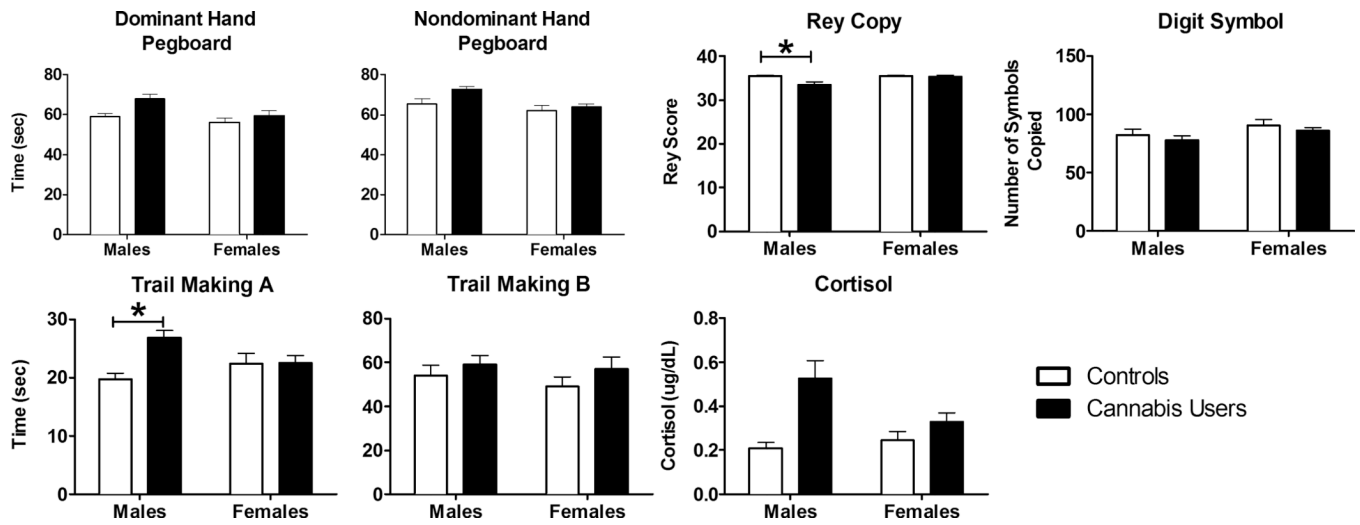 Dominant Hand
Pegboard
Time (sec)
80
60
40
20
0
Males
Females
Nondominant Hand
Pegboard
80
60
40
20
0
Males
Females
Rey Copy
Rey Score
40
30
20
10
0
*
Males
Females
Digit Symbol
Number of Symbols
Copied
150
100
50
0
Males
Females
Trail Making A
Time (sec)
30
20
10
0
*
Males
Females
Trail Making B
80
60
40
20
0
Males
Females
Cortisol
Cortisol (ug/dL)
0.8
0.6
0.4
0.2
0.0
Males
Females
Controls
Cannabis Users